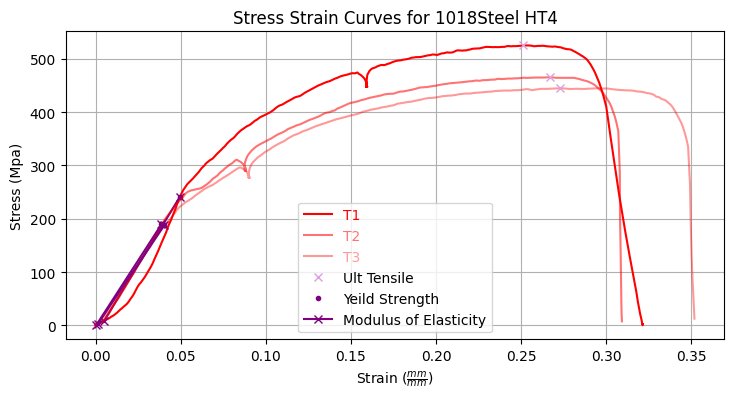 Stress Strain Curves for 1018Steel HT4
Stress (Mpa)
500
400
300
200
100
0
T1
T2
T3
Ult Tensile
Yeild Strength
Modulus of Elasticity
0.00 0.05 0.10 0.15 0.20 0.25 0.30 0.35
Strain (mm/mm)